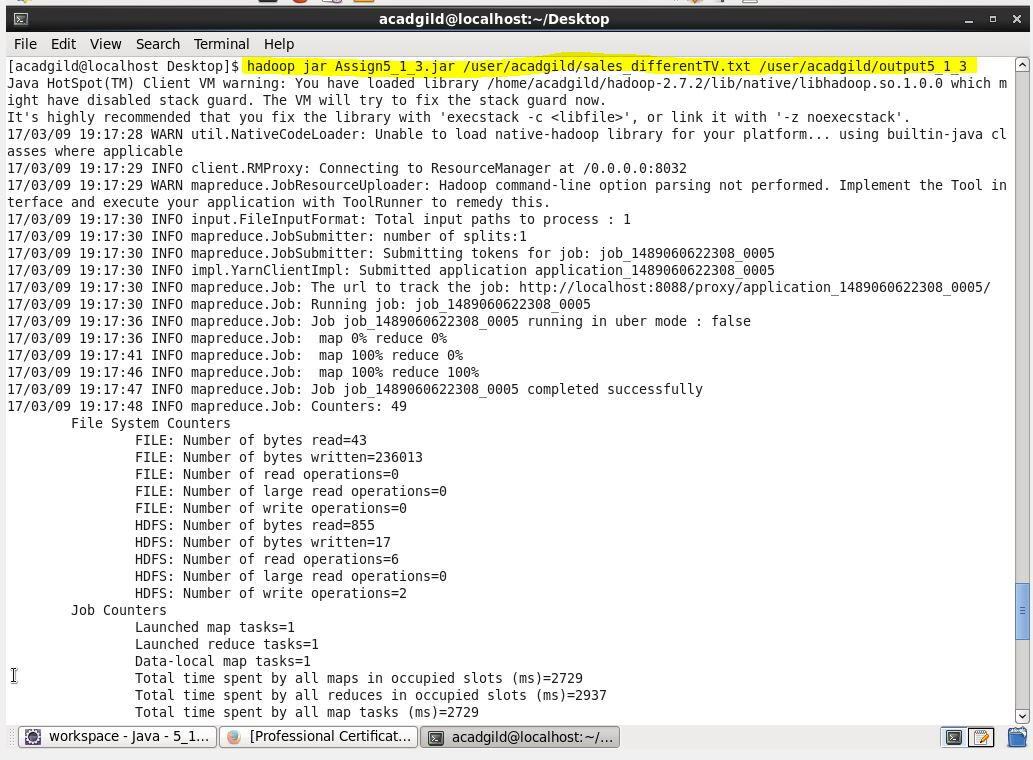 acadgild@localhost:~/Desktop
File Edit View Search Terminal Help
[acadgild@localhost Desktop]$ hadoop jar Assign5_1_3.jar /user/acadgild/sales_differentTV.txt /user/acadgild/output5_1_3
Java HotSpot(TM) Client VM warning: You have loaded library /home/acadgild/hadoop-2.7.2/lib/native/libhadoop.so.1.0.0 which m
ight have disabled stack guard. The VM will try to fix the stack guard now.
It's highly recommended that you fix the library with 'execstack -c <libfile>', or link it with '-z noexecstack'.
17/03/09 19:17:28 WARN util.NativeCodeLoader: Unable to load native-hadoop library for your platform... using builtin-java cl
asses where applicable
17/03/09 19:17:29 INFO client.RMProxy: Connecting to ResourceManager at /0.0.0.0:8032
17/03/09 19:17:29 WARN mapreduce.JobResourceUploader: Hadoop command-line option parsing not performed. Implement the Tool in
terface and execute your application with ToolRunner to remedy this.
17/03/09 19:17:30 INFO input.FileInputFormat: Total input paths to process : 1
17/03/09 19:17:30 INFO mapreduce.JobSubmitter: number of splits:1
17/03/09 19:17:30 INFO mapreduce.JobSubmitter: Submitting tokens for job: job_1489060622308_0005
17/03/09 19:17:30 INFO impl.YarnClientImpl: Submitted application application_1489060622308_0005
17/03/09 19:17:30 INFO mapreduce.Job: The url to track the job: http://localhost:8088/proxy/application_1489060622308_0005/
17/03/09 19:17:30 INFO mapreduce.Job: Running job: job_1489060622308_0005
17/03/09 19:17:36 INFO mapreduce.Job: Job job_1489060622308_0005 running in uber mode : false
17/03/09 19:17:36 INFO mapreduce.Job:  map 0% reduce 0%
17/03/09 19:17:41 INFO mapreduce.Job:  map 100% reduce 0%
17/03/09 19:17:46 INFO mapreduce.Job:  map 100% reduce 100%
17/03/09 19:17:47 INFO mapreduce.Job: Job job_1489060622308_0005 completed successfully
17/03/09 19:17:48 INFO mapreduce.Job: Counters: 49
File System Counters
FILE: Number of bytes read=43
FILE: Number of bytes written=236013
FILE: Number of read operations=0
FILE: Number of large read operations=0
FILE: Number of write operations=0
HDFS: Number of bytes read=855
HDFS: Number of bytes written=17
HDFS: Number of read operations=6
HDFS: Number of large read operations=0
HDFS: Number of write operations=2
Job Counters
Launched map tasks=1
Launched reduce tasks=1
Data-local map tasks=1
Total time spent by all maps in occupied slots (ms)=2729
Total time spent by all reduces in occupied slots (ms)=2937
Total time spent by all map tasks (ms)=2729
workspace - Java - 5_1... [Professional Certificat... acadgild@localhost:~/...